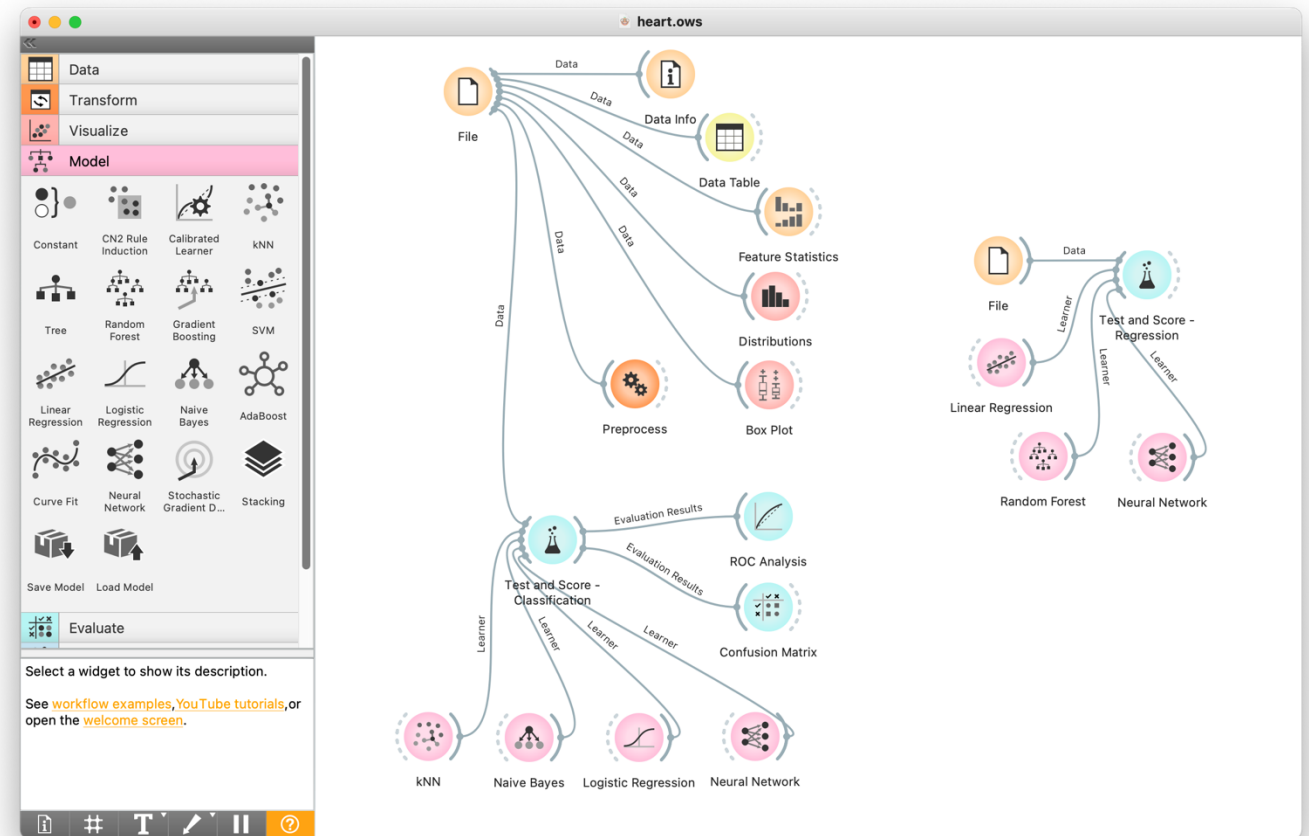 heart.ows
Data
Transform
Visualize
Model
Constant
CN2 Rule
Induction
Calibrated
Learner
kNN
Tree
Random
Forest
Gradient
Boosting
SVM
Linear
Regression
Logistic
Regression
Naive
Bayes
AdaBoost
Curve Fit
Neural
Network
Stochastic
Gradient D...
Stacking
Save Model
Load Model
Evaluate
Select a widget to show its description.
See workflow examples,YouTube tutorials,or
open the welcome screen.
File
Data
Data Info
Data
Data Table
Data
Feature Statistics
Data
Distributions
Data
Box Plot
Data
Preprocess
Data
Test and Score -
Classification
Evaluation Results
ROC Analysis
Evaluation Results
Confusion Matrix
Learner
Learner
Learner
Learner
kNN
Naive Bayes
Logistic Regression
Neural Network
File
Data
Test and Score -
Regression
Learner
Learner
Learner
Linear Regression
Random Forest
Neural Network